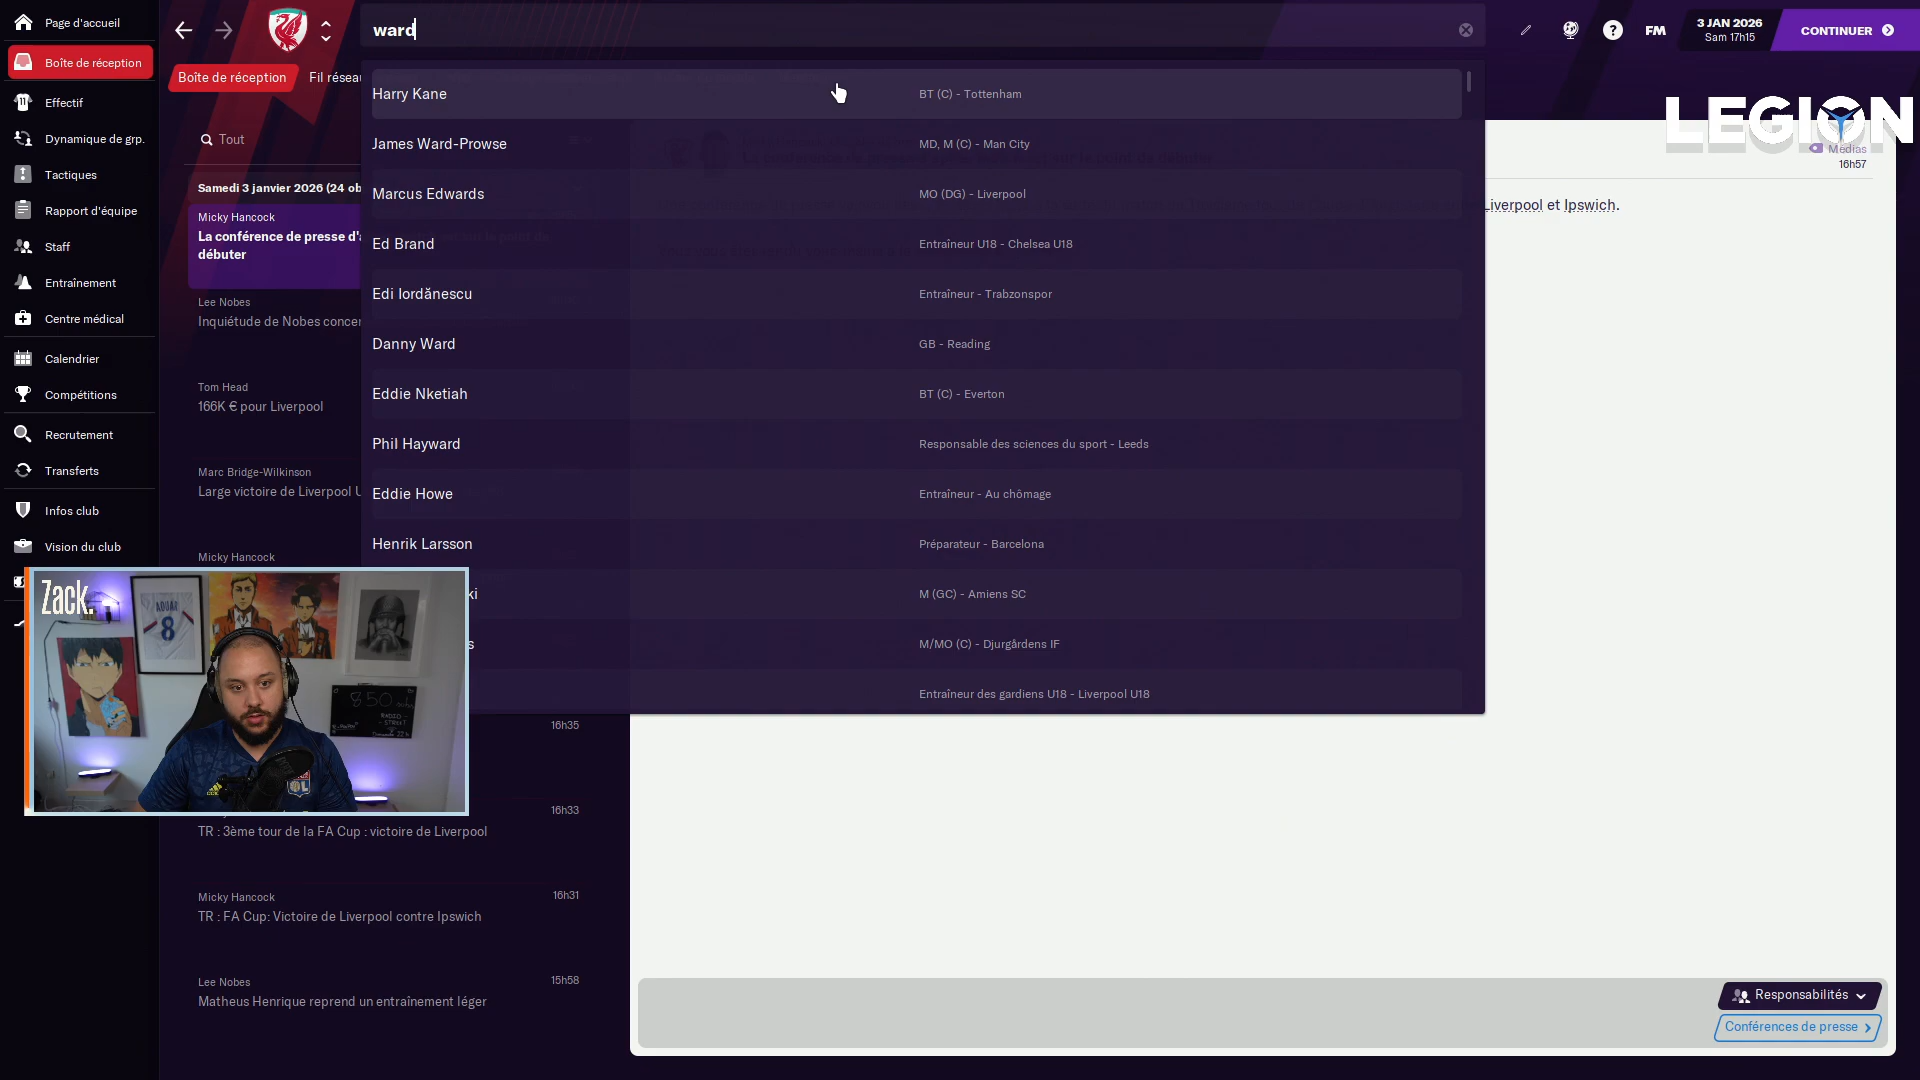 Page d'accueil
ward
3 JAN 2026
Sam 17h15
CONTINUER
FM
Boîte de réception
Boîte de réception
Fil résea
Effectif
Dynamique de grp.
Tactiques
Rapport d'équipe
Staff
Entraînement
Centre médical
Calendrier
Compétitions
Recrutement
Transferts
Infos club
Vision du club
Tout
Samedi 3 janvier 2026 (24 ob
Micky Hancock
La conférence de presse d'a
débuter
Lee Nobes
Inquiétude de Nobes concer
Tom Head
166K € pour Liverpool
Marc Bridge-Wilkinson
Large victoire de Liverpool U
Micky Hancock
Harry Kane
BT (C) - Tottenham
James Ward-Prowse
MD, M (C) - Man City
Marcus Edwards
MO (DG) - Liverpool
Ed Brand
Entraîneur U18 - Chelsea U18
Edi Iordănescu
Entraîneur - Trabzonspor
Danny Ward
GB - Reading
Eddie Nketiah
BT (C) - Everton
Phil Hayward
Responsable des sciences du sport - Leeds
Eddie Howe
Entraîneur - Au chômage
Henrik Larsson
Préparateur - Barcelona
ki
M (GC) - Amiens SC
s
M/MO (C) - Djurgårdens IF
Entraîneur des gardiens U18 - Liverpool U18
LEGION
Médias
16h57
Liverpool et Ipswich.
Zack.
AOUAR
8
850
OL
16h35
16h33
TR : 3ème tour de la FA Cup : victoire de Liverpool
Micky Hancock
16h31
TR : FA Cup: Victoire de Liverpool contre Ipswich
Lee Nobes
15h58
Matheus Henrique reprend un entraînement léger
Responsabilités
Conférences de presse